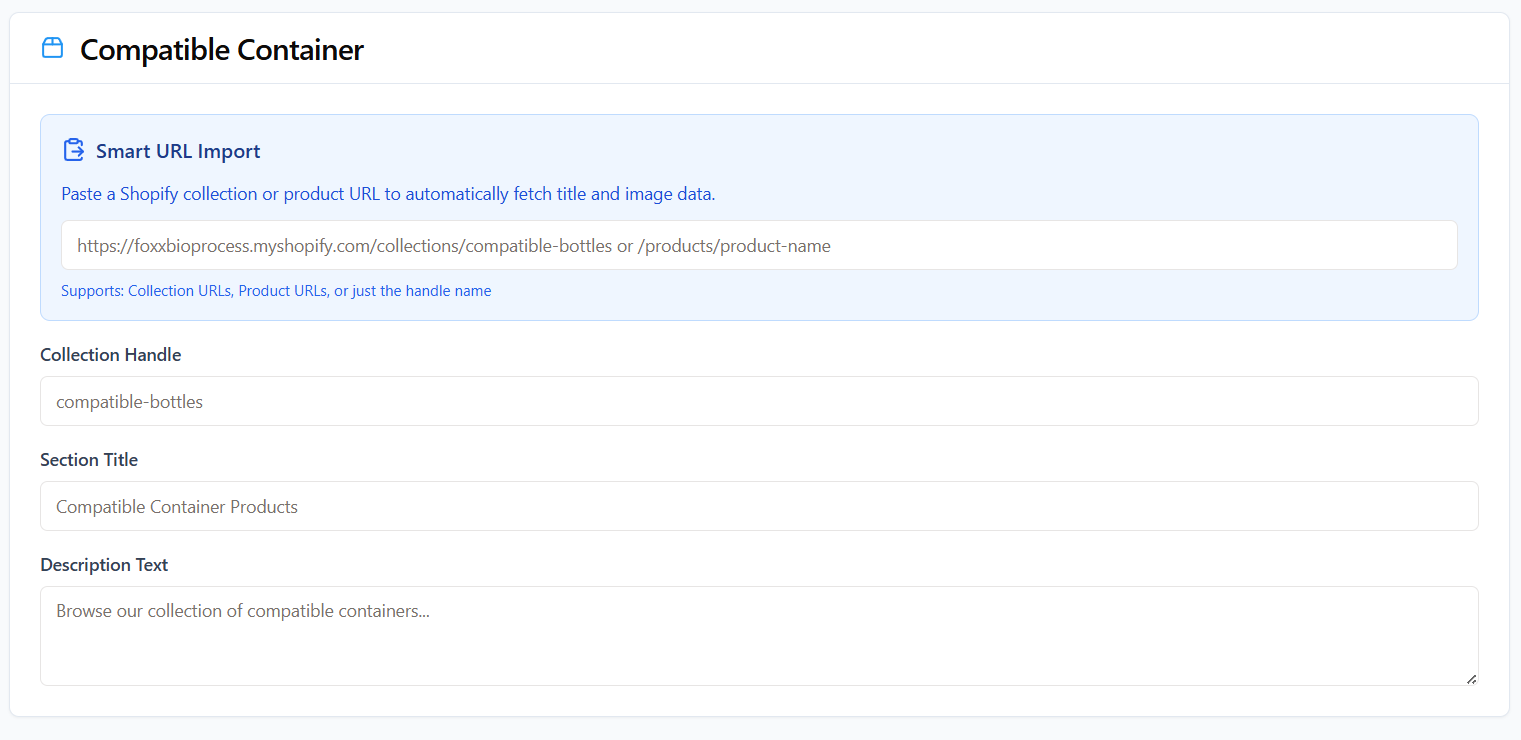 Compatible Container
Smart URL Import
Paste a Shopify collection or product URL to automatically fetch title and image data.
https://foxxbioprocess.myshopify.com/collections/compatible-bottles or /products/product-name
Supports: Collection URLs, Product URLs, or just the handle name
Collection Handle
compatible-bottles
Section Title
Compatible Container Products
Description Text
Browse our collection of compatible containers...